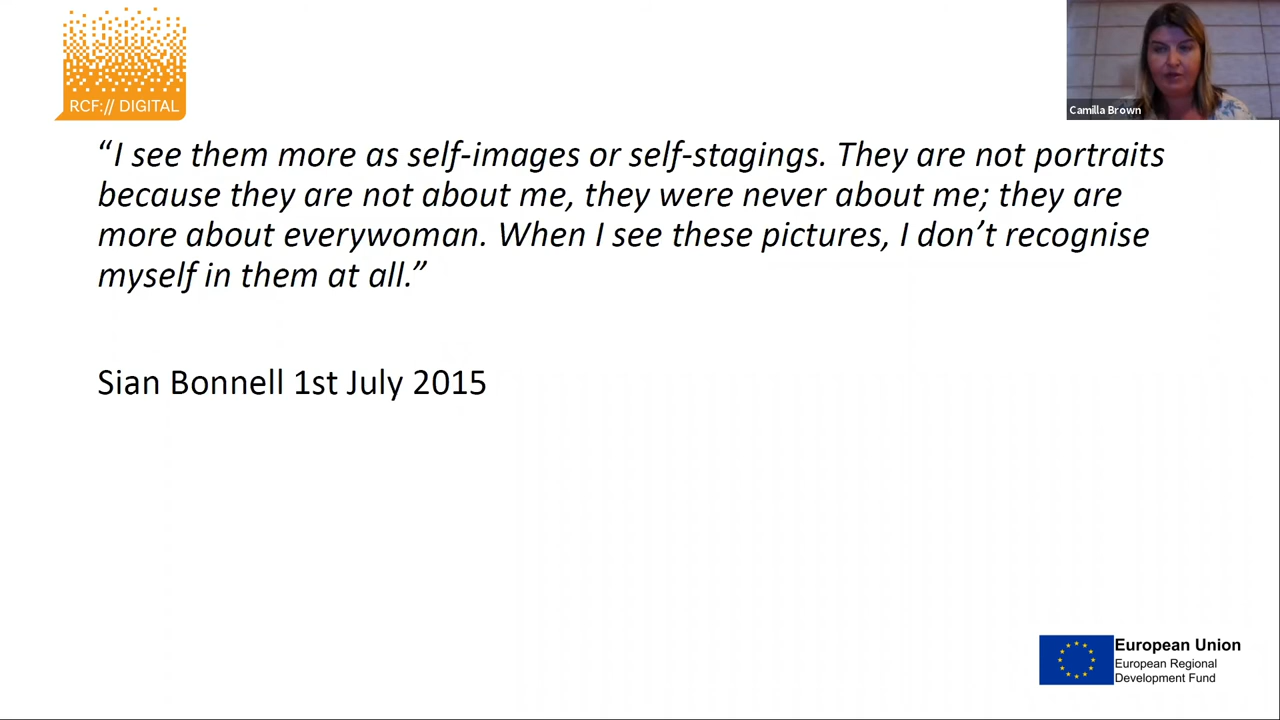 RCF:// DIGITAL
Camilla Brown
“I see them more as self-images or self-stagings. They are not portraits
because they are not about me, they were never about me; they are
more about everywoman. When I see these pictures, I don’t recognise
myself in them at all.”
Sian Bonnell 1st July 2015
European Union
European Regional
Development Fund